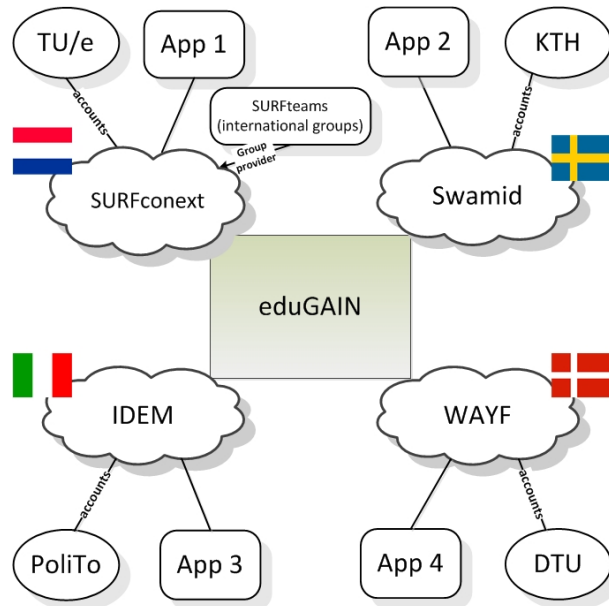 TU/e
App 1
App 2
KTH
accounts
SURFteams
(international groups)
accounts
Group
provider
SURFconext
Swamid
eduGAIN
IDEM
WAYF
accounts
accounts
PoliTo
App 3
App 4
DTU